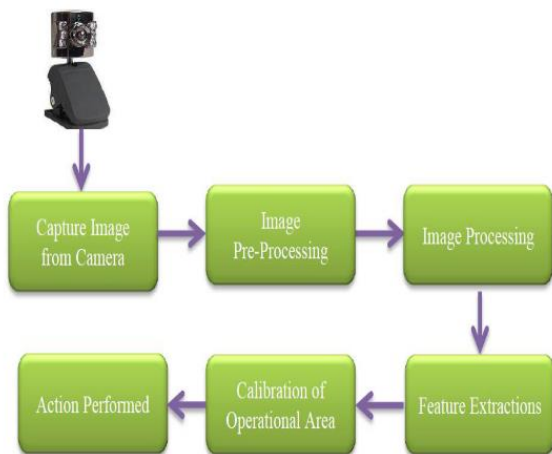 Capture Image
from Camera
Image
Pre-Processing
Image Processing
Feature Extractions
Calibration of
Operational Area
Action Performed